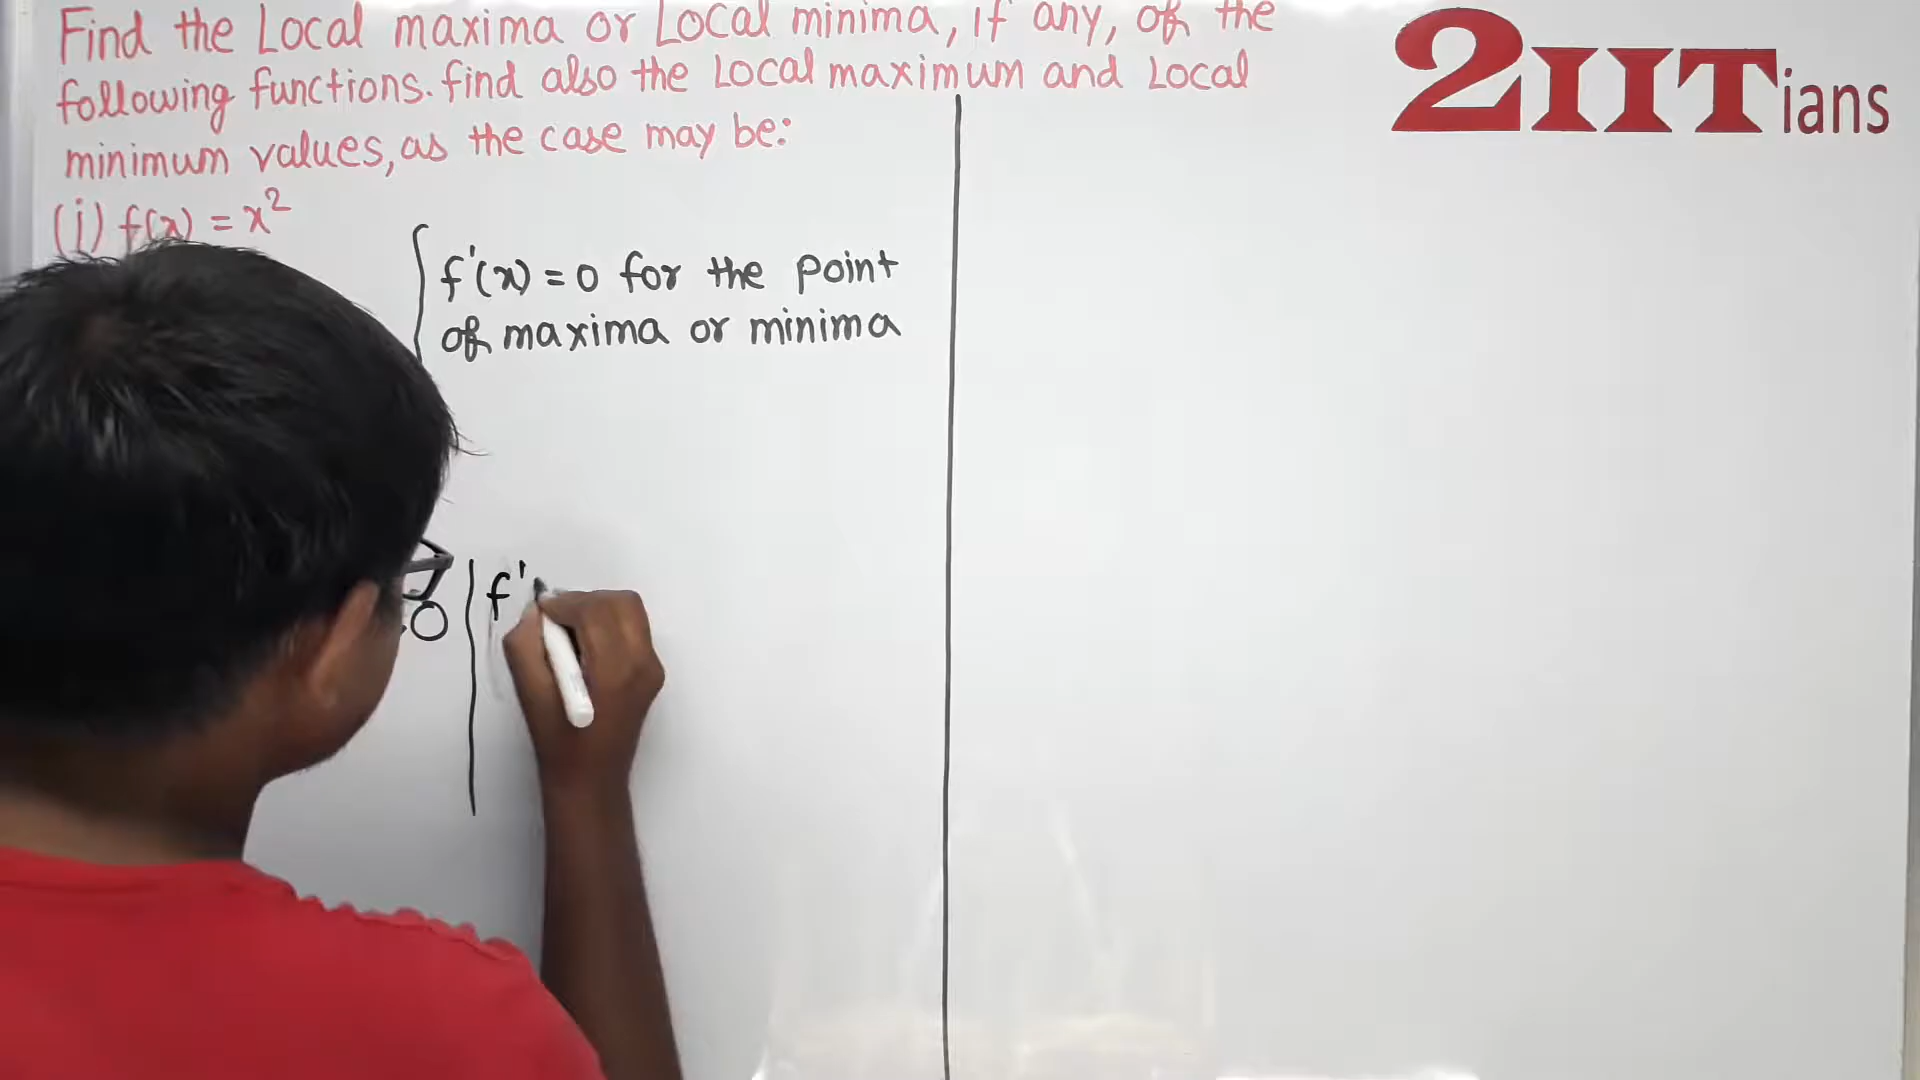 Find the Local maxima or Local minima, if any, of the
following functions. find also the Local maximum and Local
minimum values, as the case may be:
(i) f(x) = x²
f'(x) = 0 for the point
of maxima or minima
0
f'
2IITians